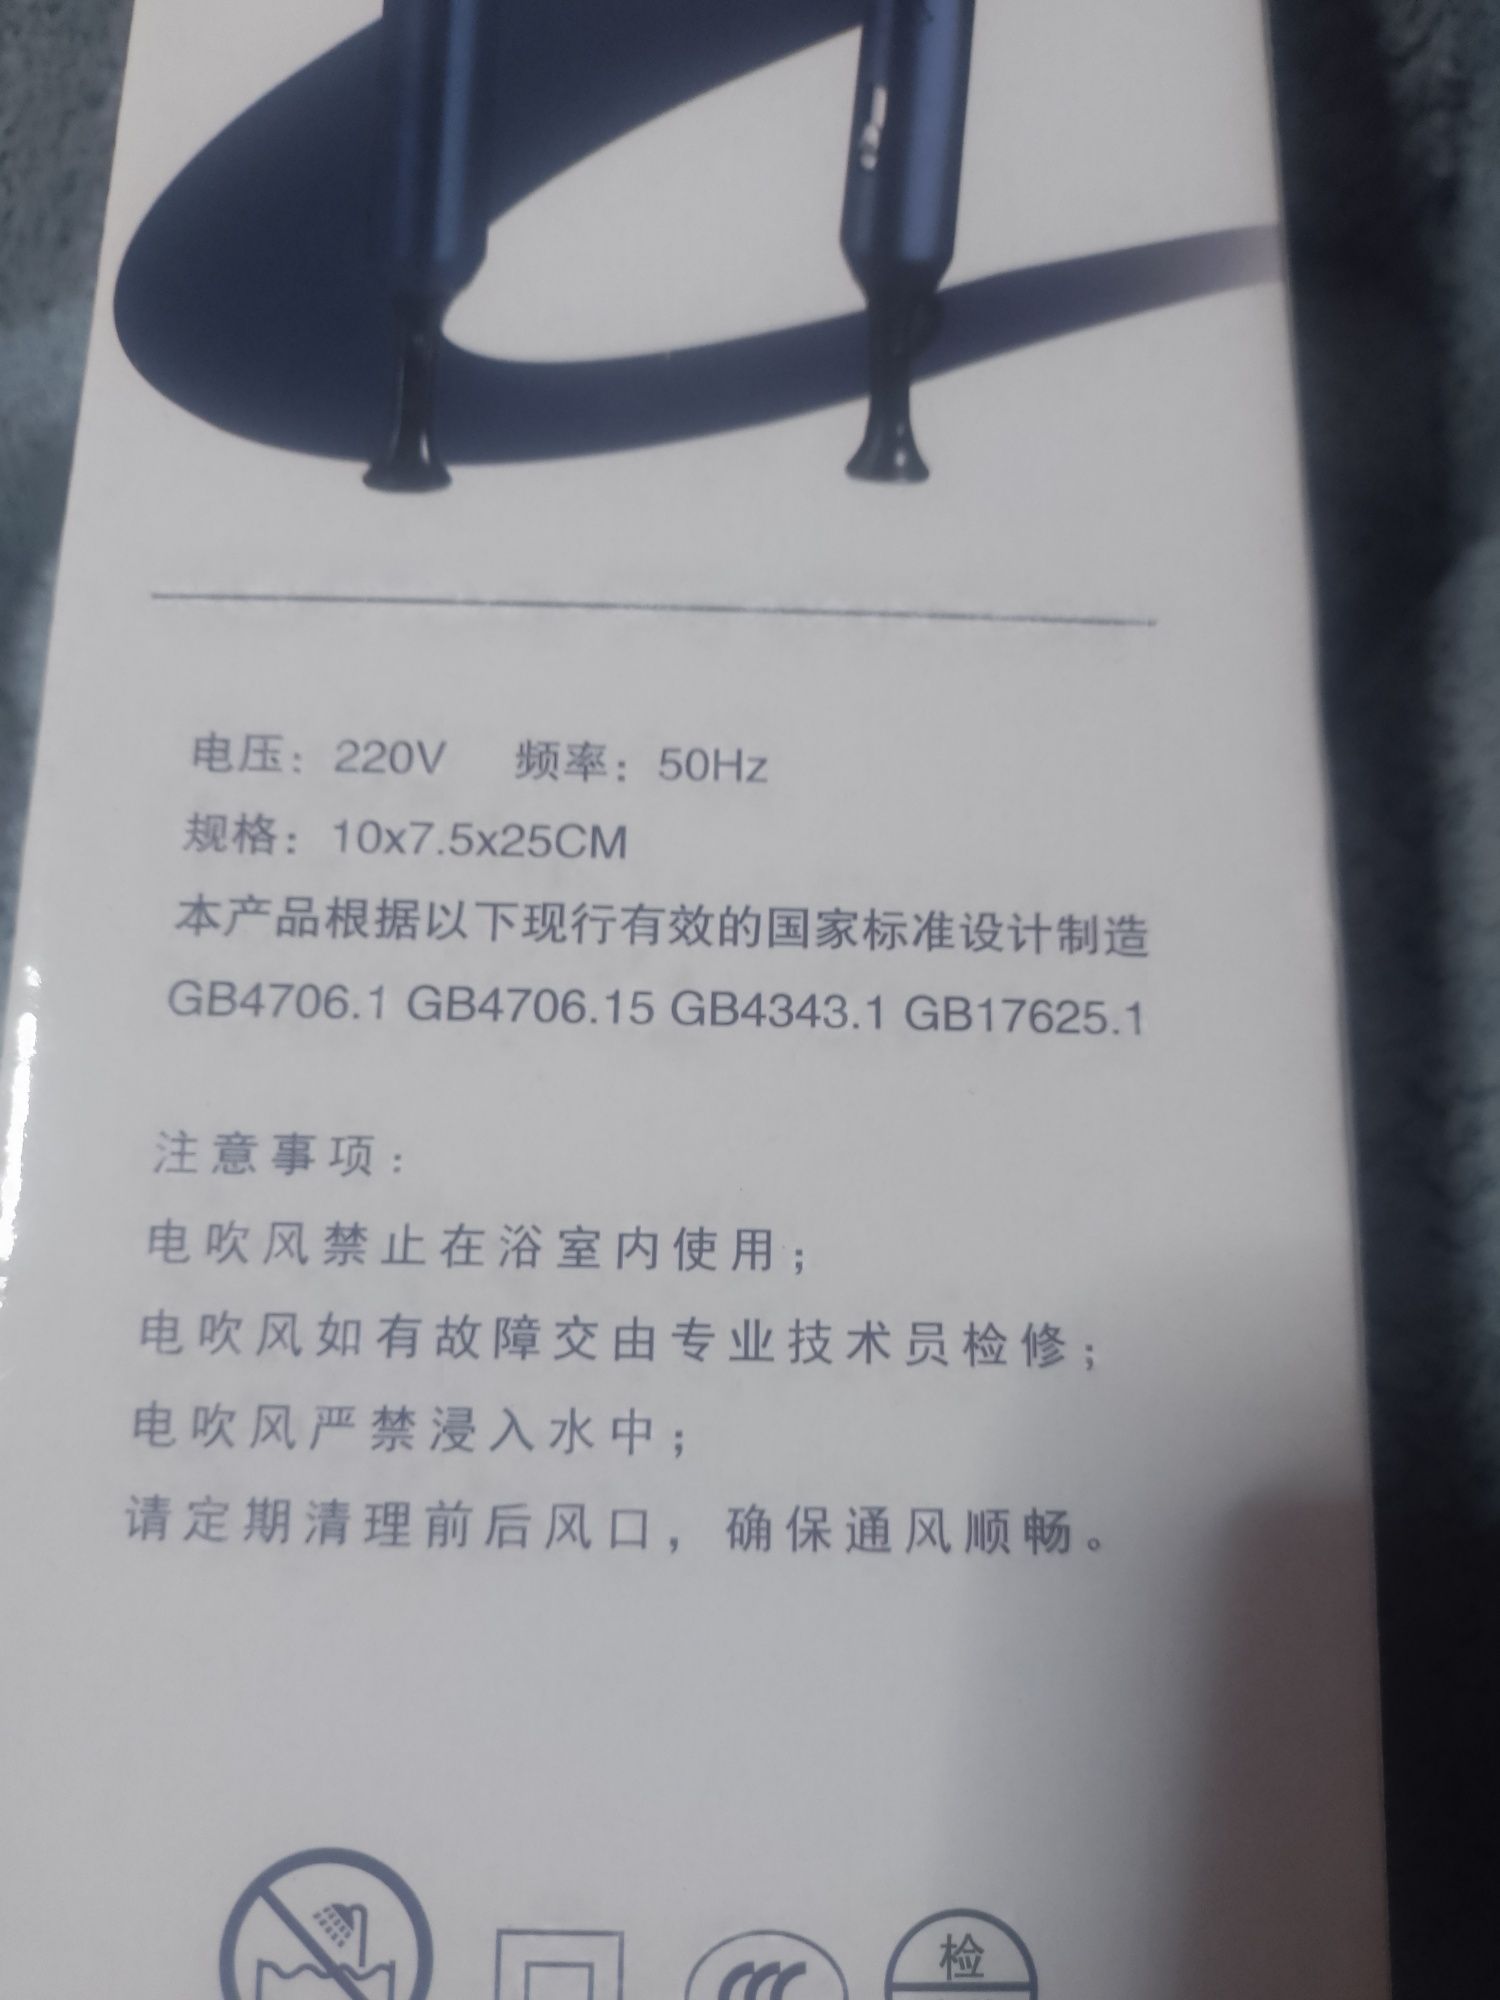 电压：220V 频率：50Hz
规格：10x7.5x25CM
本产品根据以下现行有效的国家标准设计制造
GB4706.1 GB4706.15 GB4343.1 GB17625.1
注意事项：
电吹风禁止在浴室内使用；
电吹风如有故障交由专业技术员检修；
电吹风严禁浸入水中；
请定期清理前后风口，确保通风顺畅。
CCC
检